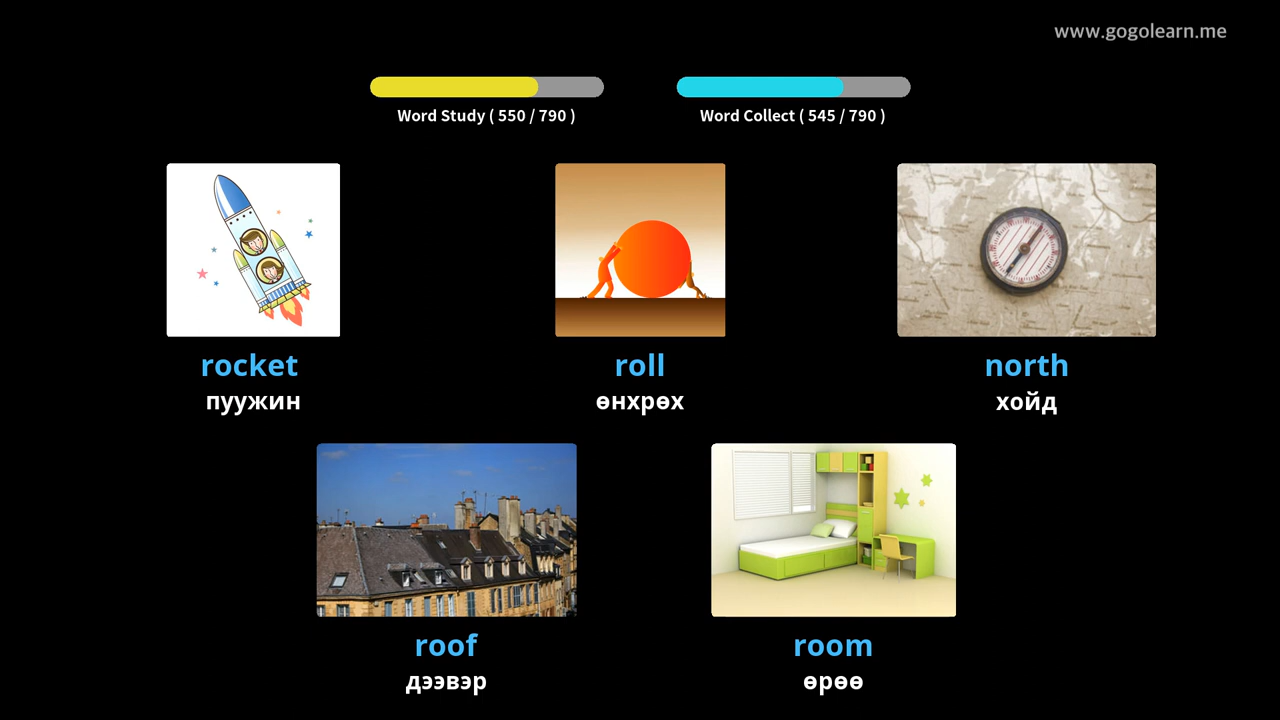 www.gogolearn.me
Word Study ( 550 / 790 )
Word Collect ( 545 / 790 )
rocket
пуужин
roll
өнхрөх
north
хойд
roof
дээвэр
room
өрөө